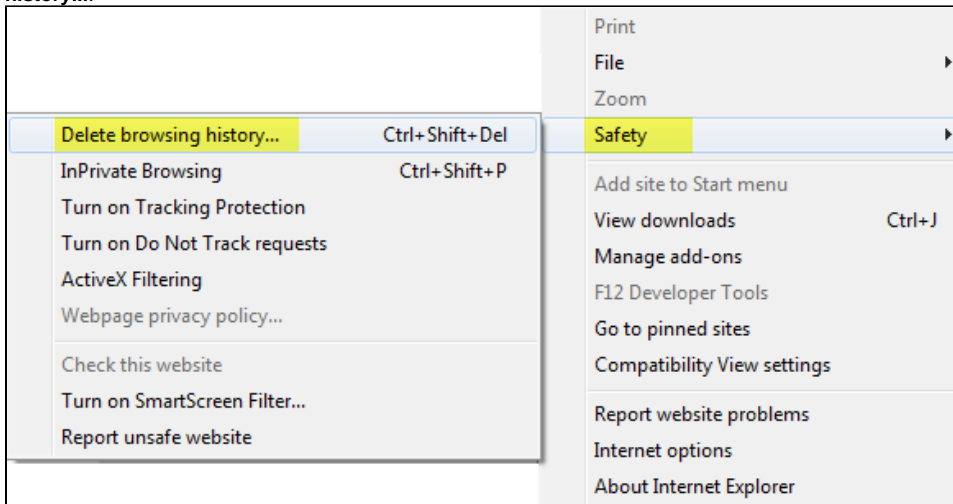 history....
Print
File
Zoom
Safety
Add site to Start menu
View downloads Ctrl+J
Manage add-ons
F12 Developer Tools
Go to pinned sites
Compatibility View settings
Report website problems
Internet options
About Internet Explorer
Delete browsing history... Ctrl+Shift+Del
InPrivate Browsing Ctrl+Shift+P
Turn on Tracking Protection
Turn on Do Not Track requests
ActiveX Filtering
Webpage privacy policy...
Check this website
Turn on SmartScreen Filter...
Report unsafe website